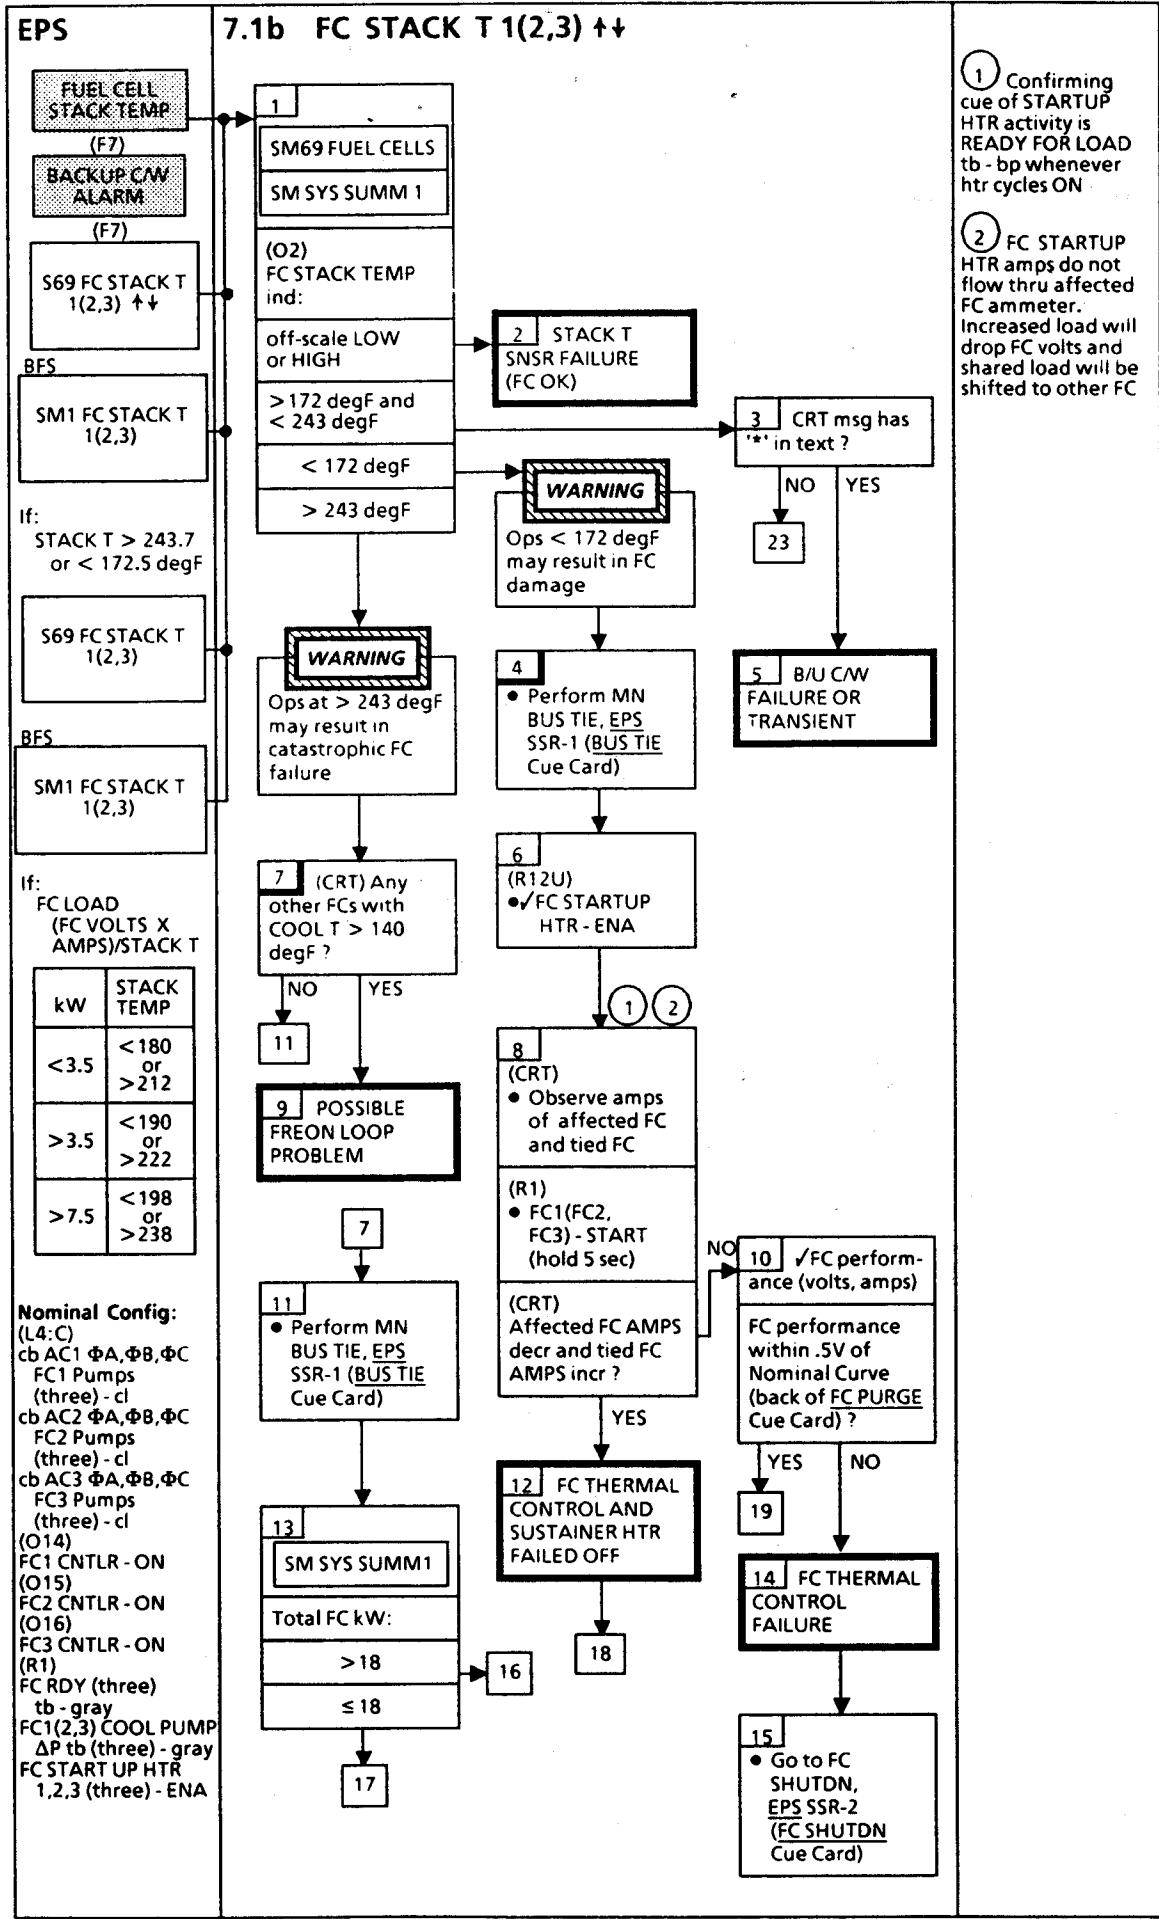 EPS
7.1b FC STACK T 1(2,3) ↑↓
FUEL CELL
STACK TEMP
(F7)
BACKUP C/W
ALARM
(F7)
S69 FC STACK T
1(2,3) ↑↓
BFS
SM1 FC STACK T
1(2,3)
If:
STACK T > 243.7
or < 172.5 degF
S69 FC STACK T
1(2,3)
BFS
SM1 FC STACK T
1(2,3)
If:
FC LOAD
(FC VOLTS X
AMPS)/STACK T
kW
STACK
TEMP
<3.5
<180
or
>212
>3.5
<190
or
>222
>7.5
<198
or
>238
Nominal Config:
(L4:C)
cb AC1 ΦA,ΦB,ΦC
FC1 Pumps
(three) - cl
cb AC2 ΦA,ΦB,ΦC
FC2 Pumps
(three) - cl
cb AC3 ΦA,ΦB,ΦC
FC3 Pumps
(three) - cl
(O14)
FC1 CNTLR - ON
(O15)
FC2 CNTLR - ON
(O16)
FC3 CNTLR - ON
(R1)
FC RDY (three)
tb - gray
FC1(2,3) COOL PUMP
ΔP tb (three) - gray
FC START UP HTR
1,2,3 (three) - ENA
1
SM69 FUEL CELLS
SM SYS SUMM 1
(O2)
FC STACK TEMP
ind:
off-scale LOW
or HIGH
>172 degF and
< 243 degF
< 172 degF
> 243 degF
WARNING
Ops at > 243 degF
may result in
catastrophic FC
failure
7 (CRT) Any
other FCs with
COOL T > 140
degF ?
NO YES
11
9 POSSIBLE
FREON LOOP
PROBLEM
7
11
• Perform MN
BUS TIE, EPS
SSR-1 (BUS TIE
Cue Card)
13
SM SYS SUMM1
Total FC kW:
> 18
≤ 18
16
17
2 STACK T
SNSR FAILURE
(FC OK)
WARNING
Ops < 172 degF
may result in FC
damage
4
• Perform MN
BUS TIE, EPS
SSR-1 (BUS TIE
Cue Card)
6
(R12U)
•✓FC STARTUP
HTR - ENA
1 2
8
(CRT)
• Observe amps
of affected FC
and tied FC
(R1)
• FC1(FC2,
FC3) - START
(hold 5 sec)
(CRT)
Affected FC AMPS
decr and tied FC
AMPS incr ?
NO
YES
12 FC THERMAL
CONTROL AND
SUSTAINER HTR
FAILED OFF
18
3 CRT msg has
'*' in text ?
NO YES
23
5 B/U C/W
FAILURE OR
TRANSIENT
10 ✓FC perform-
ance (volts, amps)
FC performance
within .5V of
Nominal Curve
(back of FC PURGE
Cue Card) ?
YES NO
19
14 FC THERMAL
CONTROL
FAILURE
15
• Go to FC
SHUTDN,
EPS SSR-2
(FC SHUTDN
Cue Card)
1 Confirming
cue of STARTUP
HTR activity is
READY FOR LOAD
tb - bp whenever
htr cycles ON
2 FC STARTUP
HTR amps do not
flow thru affected
FC ammeter.
Increased load will
drop FC volts and
shared load will be
shifted to other FC